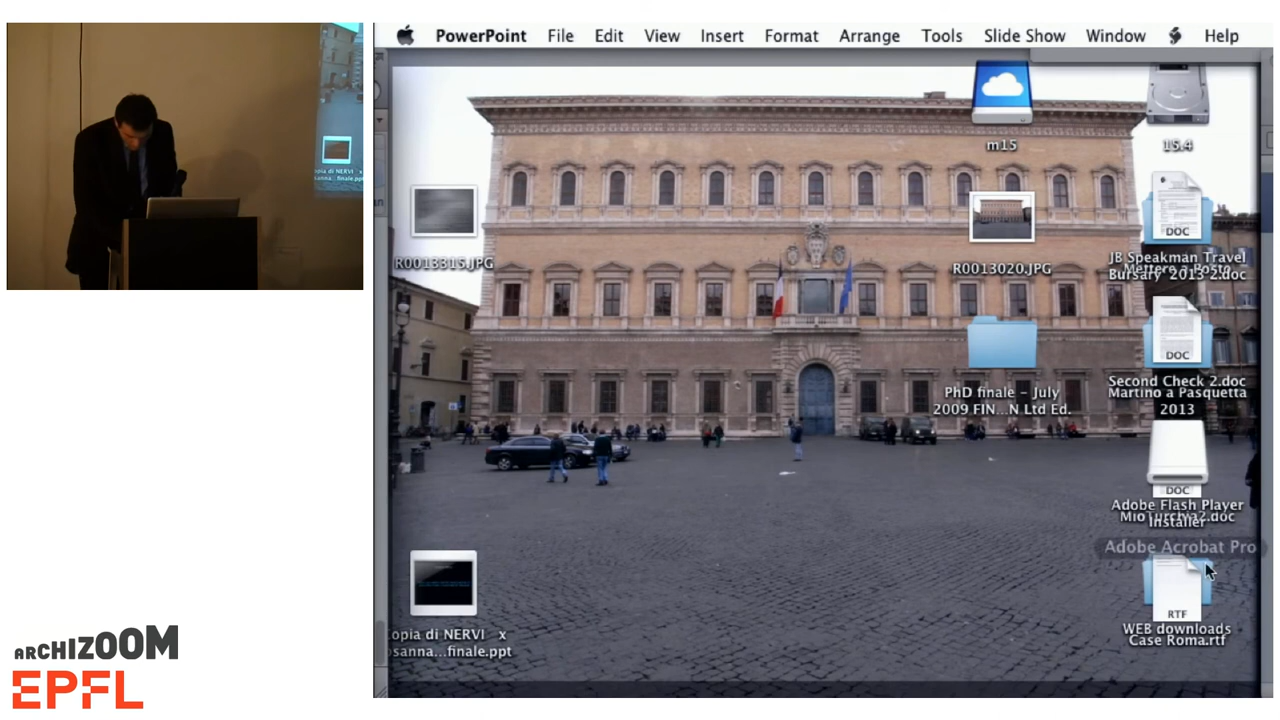 PowerPoint File Edit View Insert Format Arrange Tools Slide Show Window Help
m15
15.4
R0013315.JPG
R0013020.JPG
DOC
JB Speakman Travel
Bursary 2013 2.doc
Mettere a Posto
DOC
PhD finale - July
2009 FIN...N Ltd Ed.
Second Check 2.doc
Martino a Pasquetta
2013
DOC
Adobe Flash Player
Installer
Adobe Acrobat Pro
RTF
WEB downloads
Case Roma.rtf
opia di NERVI x
osanna...finale.ppt
opia di NERVI x
sanna...finale.ppt
ARCHIZOOM
EPFL